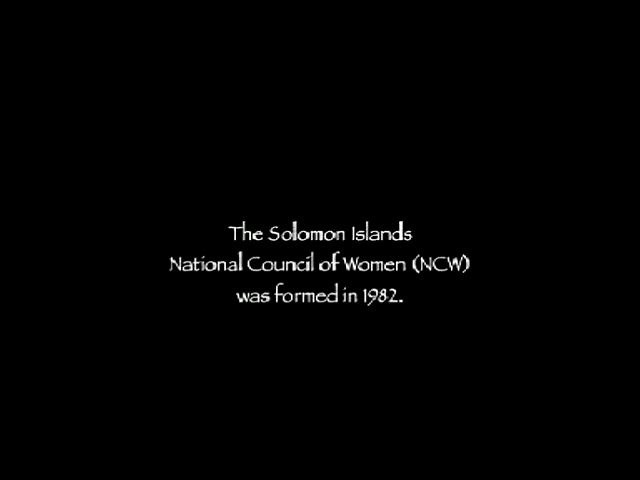 The Solomon Islands
National Council of Women (NCW)
was formed in 1982.